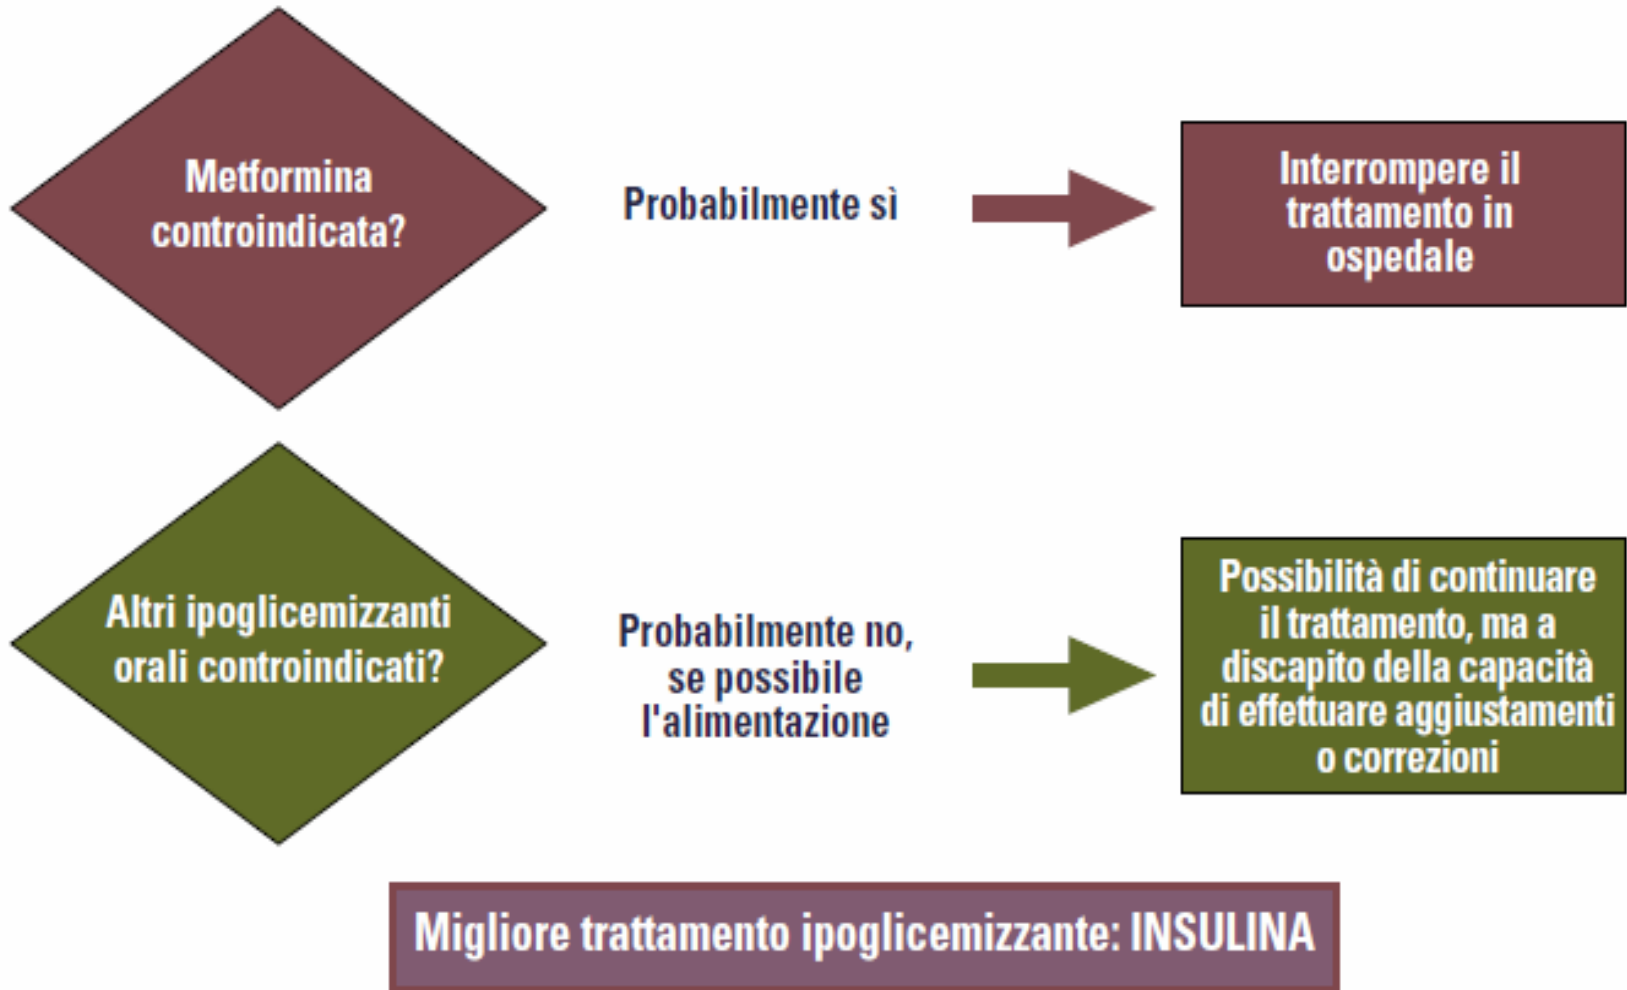 Metformina
controindicata?
Probabilmente sì
Interrompere il
trattamento in
ospedale
Altri ipoglicemizzanti
orali controindicati?
Probabilmente no,
se possibile
l'alimentazione
Possibilità di continuare
il trattamento, ma a
discapito della capacità
di effettuare aggiustamenti
o correzioni
Migliore trattamento ipoglicemizzante: INSULINA